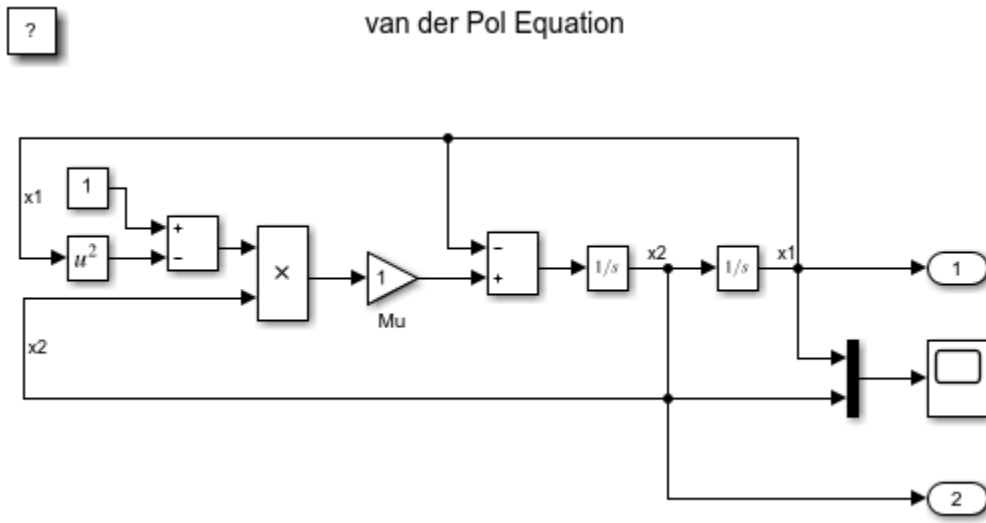 ?
van der Pol Equation
x1
1
+
−
u²
×
1
Mu
−
+
1/s
x2
1/s
x1
1
x2
2